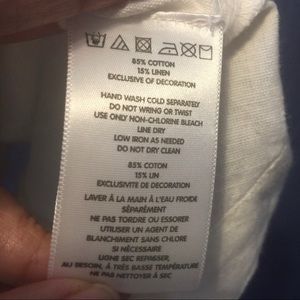 85% COTTON
15% LINEN
EXCLUSIVE OF DECORATION
HAND WASH COLD SEPARATELY
DO NOT WRING OR TWIST
USE ONLY NON-CHLORINE BLEACH
LINE DRY
LOW IRON AS NEEDED
DO NOT DRY CLEAN
85% COTON
15% LIN
EXCLUSIVITE DE DECORATION
LAVER À LA MAIN À L'EAU FROIDE
SÉPARÉMENT
NE PAS TORDRE OU ESSORER
UTILISER UN AGENT DE
BLANCHIMENT SANS CHLORE
SI NÉCESSAIRE
LIGNE SEC REPASSER,
AU BESOIN, À TRÈS BASSE TEMPÉRATURE
NE PAS NETTOYER À SEC